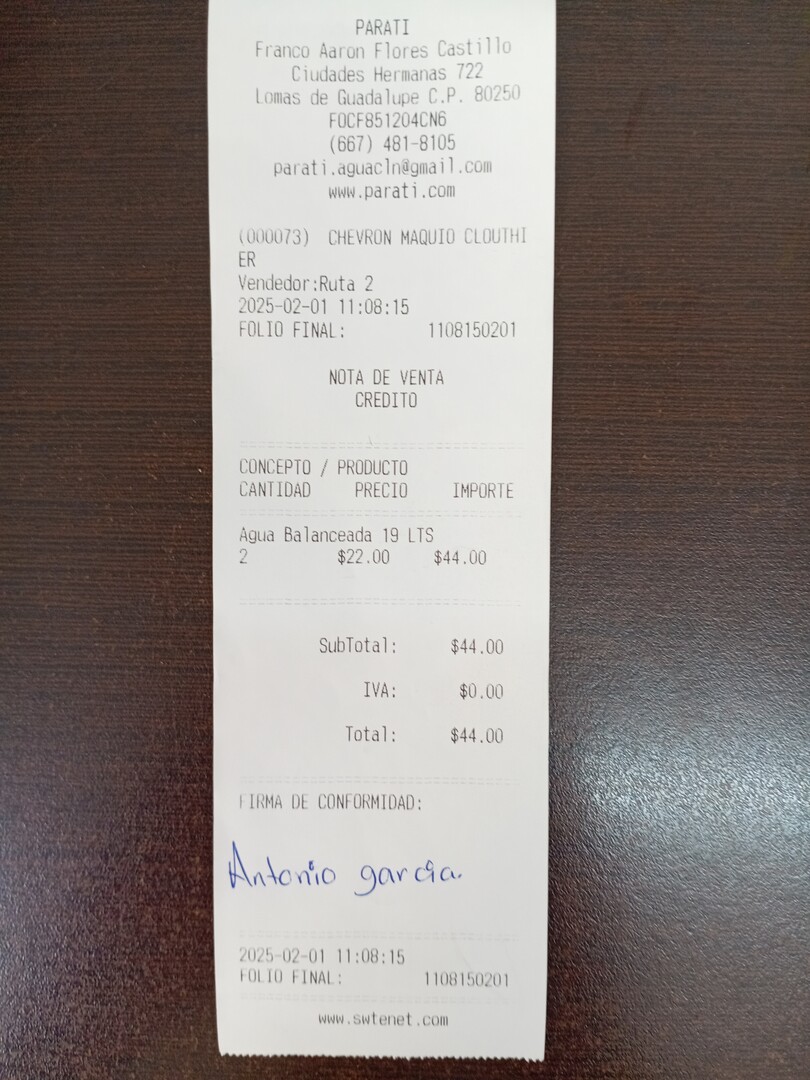 PARATI
Franco Aaron Flores Castillo
Ciudades Hermanas 722
Lomas de Guadalupe C.P. 80250
FOCF851204CN6
(667) 481-8105
parati.aguacln@gmail.com
www.parati.com
(000073) CHEVRON MAQUIO CLOUTHI
ER
Vendedor:Ruta 2
2025-02-01 11:08:15
FOLIO FINAL: 1108150201
NOTA DE VENTA
CREDITO
CONCEPTO / PRODUCTO
CANTIDAD PRECIO IMPORTE
Agua Balanceada 19 LTS
2 $22.00 $44.00
SubTotal: $44.00
IVA: $0.00
Total: $44.00
FIRMA DE CONFORMIDAD:
Antonio garcia.
2025-02-01 11:08:15
FOLIO FINAL: 1108150201
www.swtenet.com